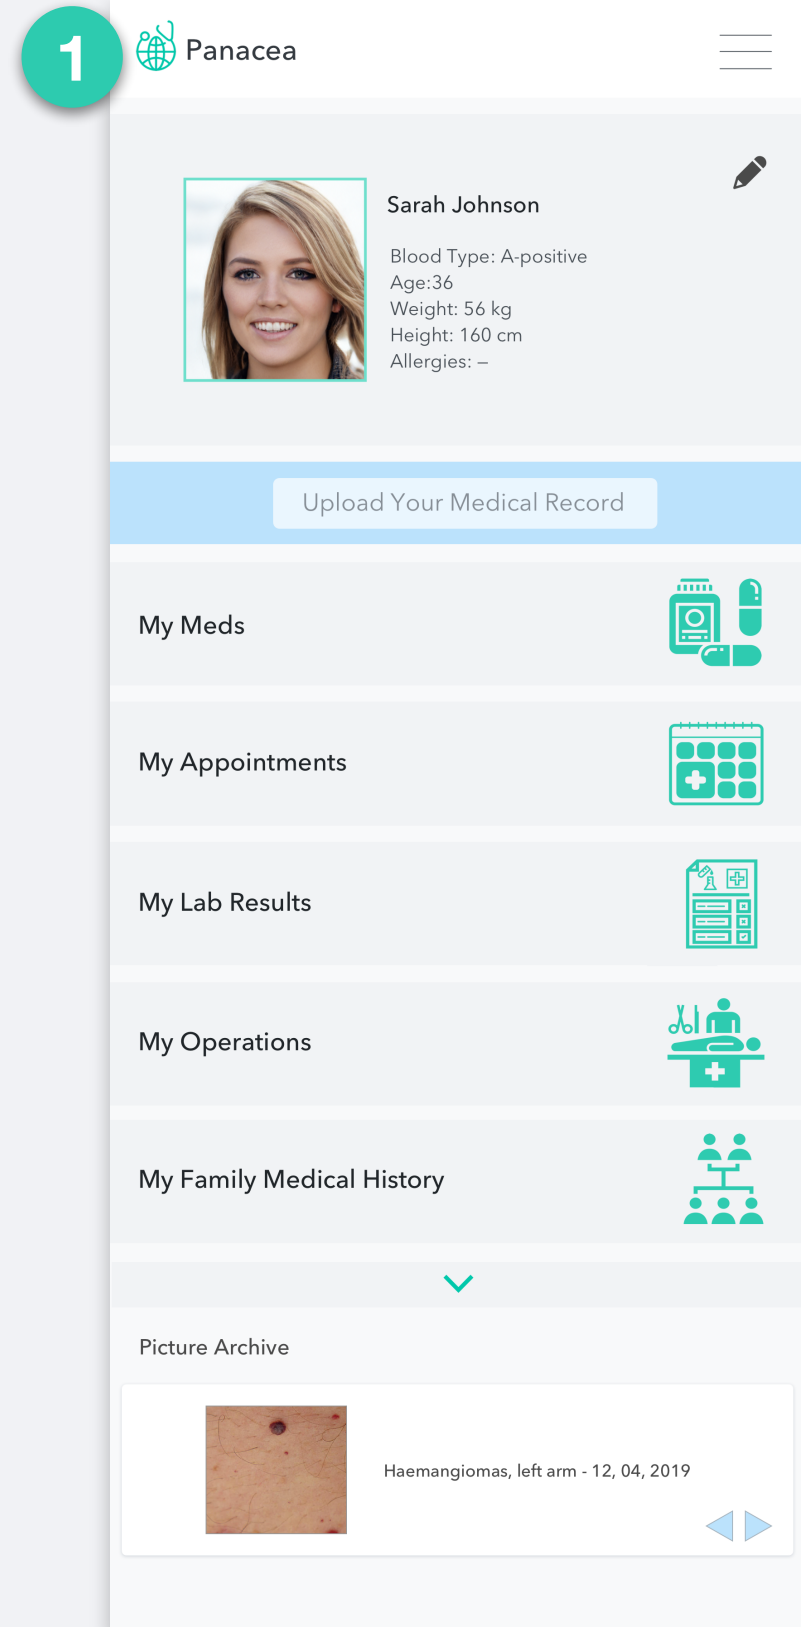 1
Panacea
Sarah Johnson
Blood Type: A-positive
Age:36
Weight: 56 kg
Height: 160 cm
Allergies: –
Upload Your Medical Record
My Meds
My Appointments
My Lab Results
My Operations
My Family Medical History
Picture Archive
Haemangiomas, left arm - 12, 04, 2019